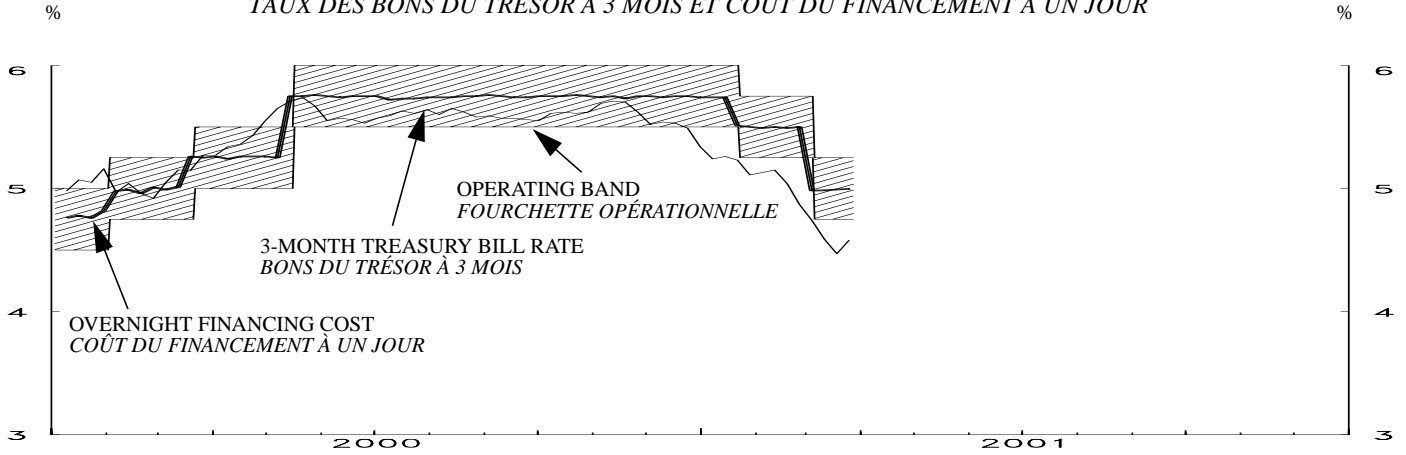 TAUX DES BONS DU TRÉSOR À 3 MOIS ET COÛT DU FINANCEMENT À UN JOUR
% %
6 6
5 5
OPERATING BAND
FOURCHETTE OPÉRATIONNELLE
3-MONTH TREASURY BILL RATE
BONS DU TRÉSOR À 3 MOIS
4 4
OVERNIGHT FINANCING COST
COÛT DU FINANCEMENT À UN JOUR
3 3
2000 2001